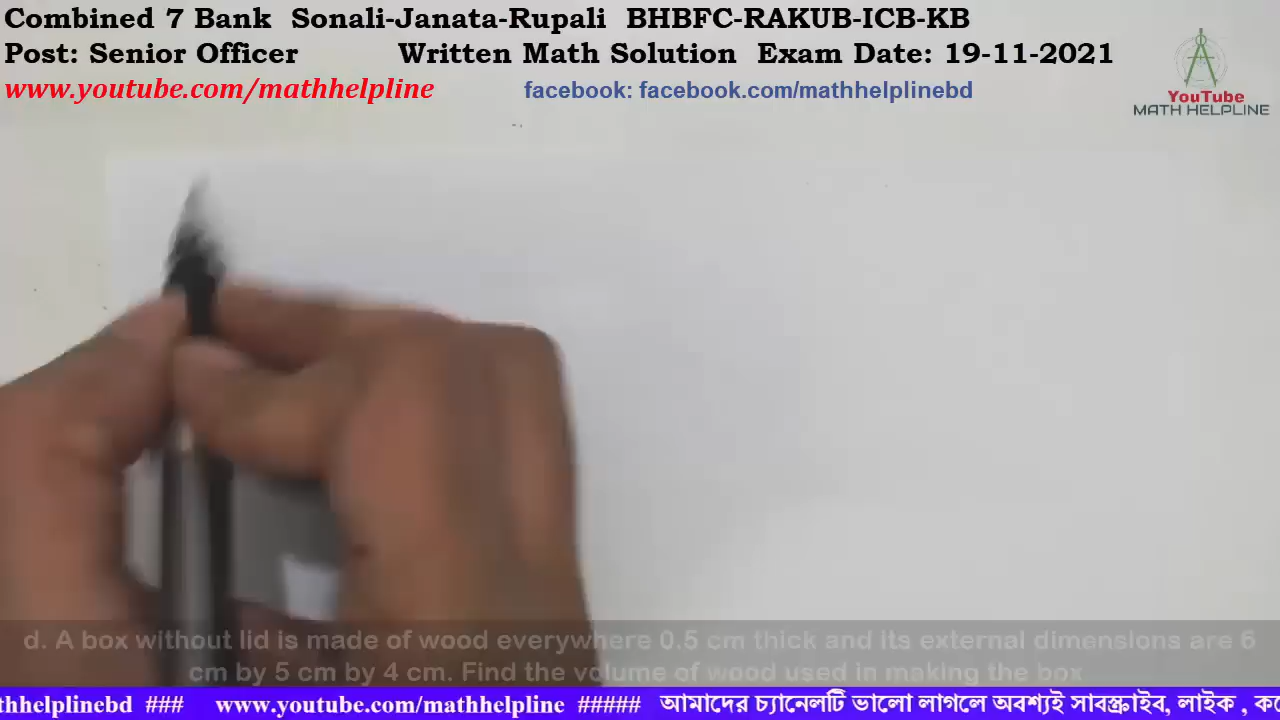 Combined 7 Bank Sonali-Janata-Rupali BHBFC-RAKUB-ICB-KB
Post: Senior Officer Written Math Solution Exam Date: 19-11-2021
www.youtube.com/mathhelpline facebook: facebook.com/mathhelplinebd
YouTube
MATH HELPLINE
d. A box without lid is made of wood everywhere 0.5 cm thick and its external dimensions are 6
cm by 5 cm by 4 cm. Find the volume of wood used in making the box
thhelplinebd ### www.youtube.com/mathhelpline ##### আমাদের চ্যানেলটি ভালো লাগলে অবশ্যই সাবস্ক্রাইব, লাইক ,